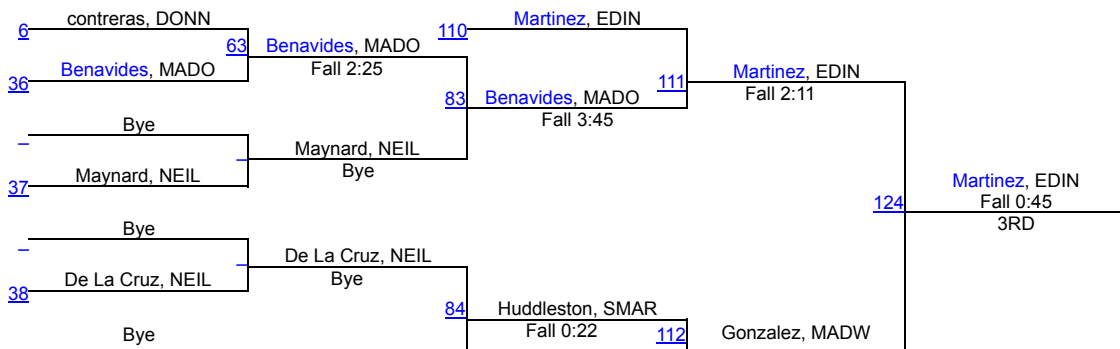 contreras, DONN
6
63
Benavides, MADO
Fall 2:25
Benavides, MADO
36
110
Martinez, EDIN
111
Martinez, EDIN
Fall 2:11
83
Benavides, MADO
Fall 3:45
Bye
–
–
Maynard, NEIL
Bye
Maynard, NEIL
37
124
Martinez, EDIN
Fall 0:45
3RD
Bye
–
–
De La Cruz, NEIL
Bye
De La Cruz, NEIL
38
84
Huddleston, SMAR
Fall 0:22
112
Gonzalez, MADW
Bye